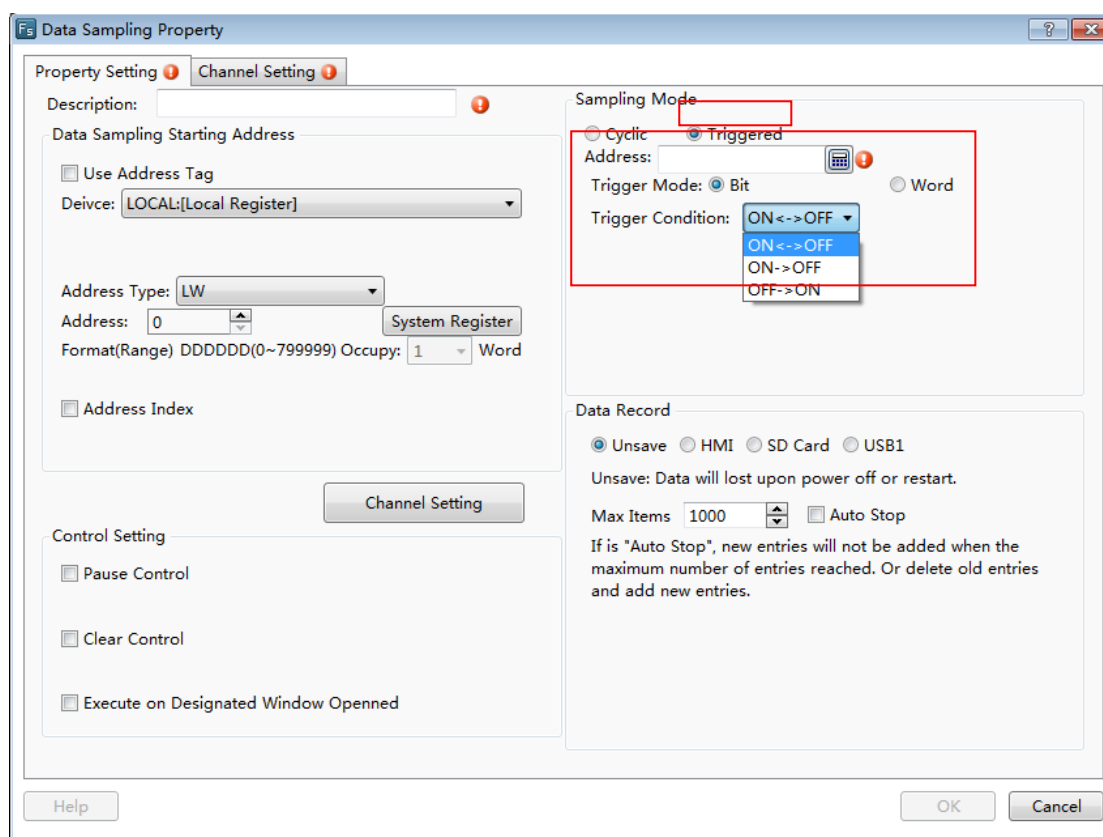 Fs Data Sampling Property
Property Setting Channel Setting
Description:
Data Sampling Starting Address
Use Address Tag
Deivce: LOCAL:[Local Register]
Address Type: LW
Address: 0 System Register
Format(Range) DDDDDD(0~799999) Occupy: 1 Word
Address Index
Channel Setting
Control Setting
Pause Control
Clear Control
Execute on Designated Window Openned
Sampling Mode
Cyclic Triggered
Address:
Trigger Mode: Bit Word
Trigger Condition: ON<->OFF
ON<->OFF
ON->OFF
OFF->ON
Data Record
Unsave HMI SD Card USB1
Unsave: Data will lost upon power off or restart.
Max Items 1000 Auto Stop
If is "Auto Stop", new entries will not be added when the
maximum number of entries reached. Or delete old entries
and add new entries.
Help OK Cancel